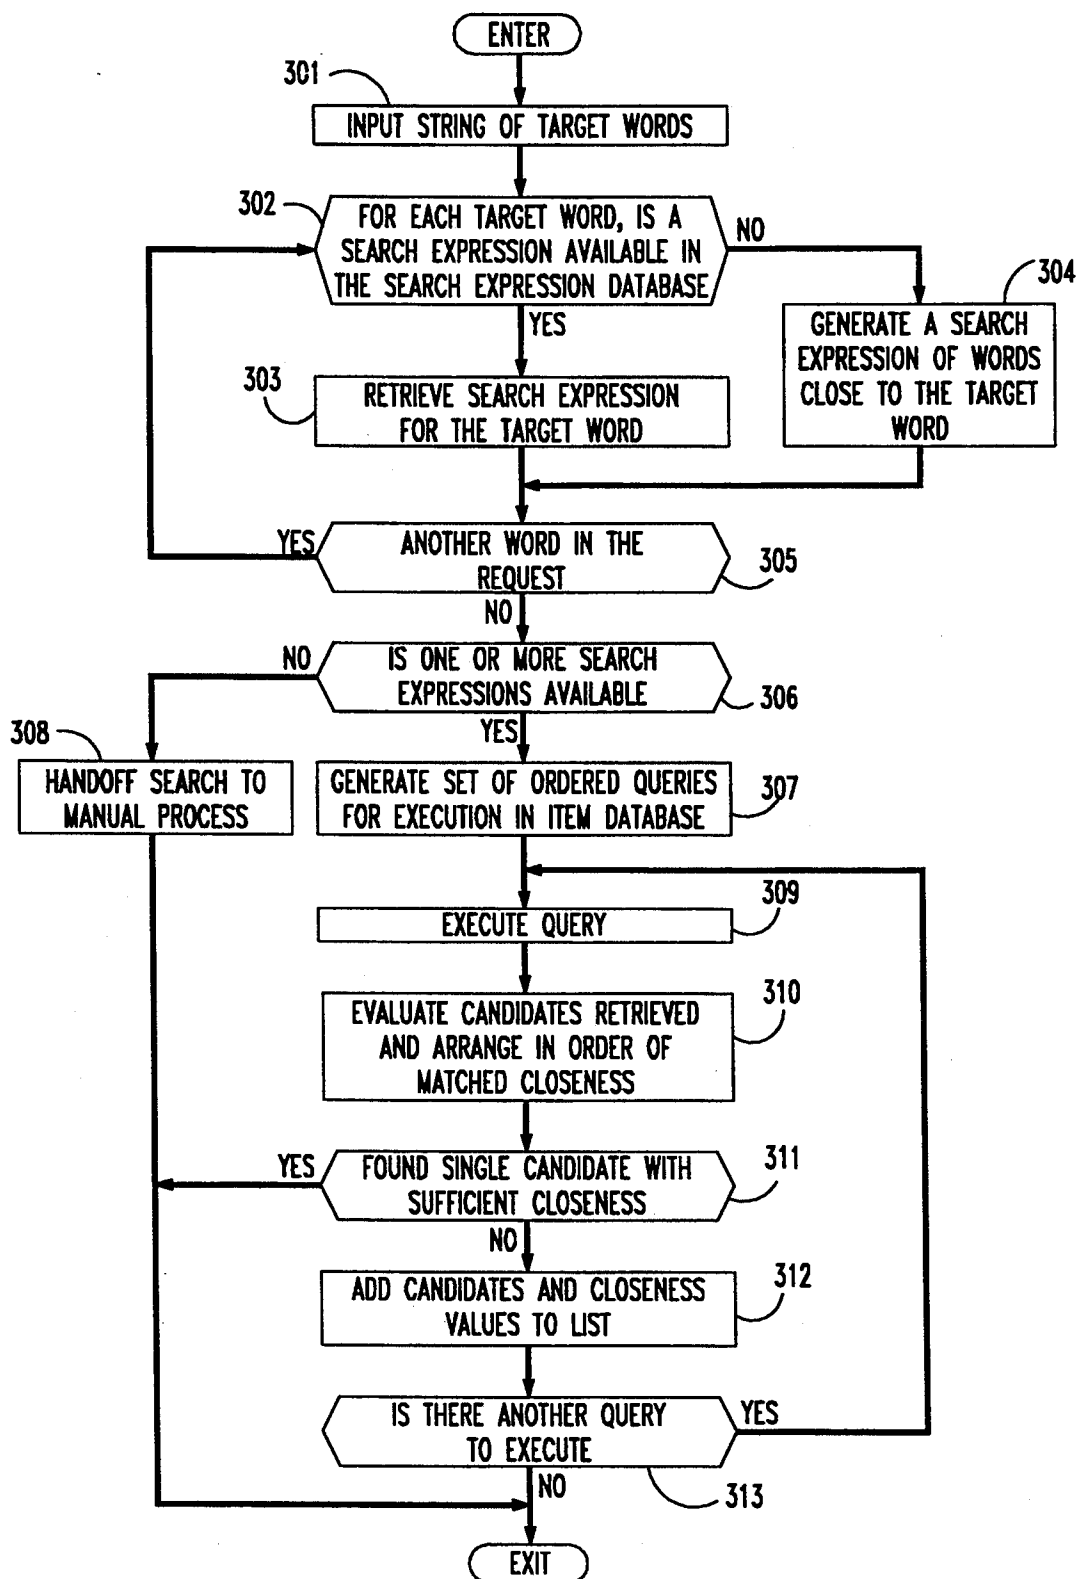 ENTER
301
INPUT STRING OF TARGET WORDS
302
FOR EACH TARGET WORD, IS A
SEARCH EXPRESSION AVAILABLE IN
THE SEARCH EXPRESSION DATABASE
NO
YES
304
GENERATE A SEARCH
EXPRESSION OF WORDS
CLOSE TO THE TARGET
WORD
303
RETRIEVE SEARCH EXPRESSION
FOR THE TARGET WORD
YES
ANOTHER WORD IN THE
REQUEST
305
NO
NO
IS ONE OR MORE SEARCH
EXPRESSIONS AVAILABLE
306
YES
308
HANDOFF SEARCH TO
MANUAL PROCESS
GENERATE SET OF ORDERED QUERIES
FOR EXECUTION IN ITEM DATABASE
307
309
EXECUTE QUERY
310
EVALUATE CANDIDATES RETRIEVED
AND ARRANGE IN ORDER OF
MATCHED CLOSENESS
YES
FOUND SINGLE CANDIDATE WITH
SUFFICIENT CLOSENESS
311
NO
312
ADD CANDIDATES AND CLOSENESS
VALUES TO LIST
IS THERE ANOTHER QUERY
TO EXECUTE
YES
NO
313
EXIT